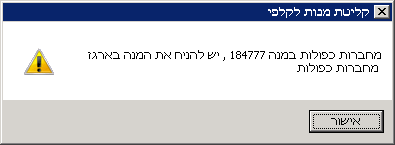 קליטת מנות לקלפי
מחברות כפולות במנה 184777 , יש להניח את המנה בארגז
מחברות כפולות
אישור